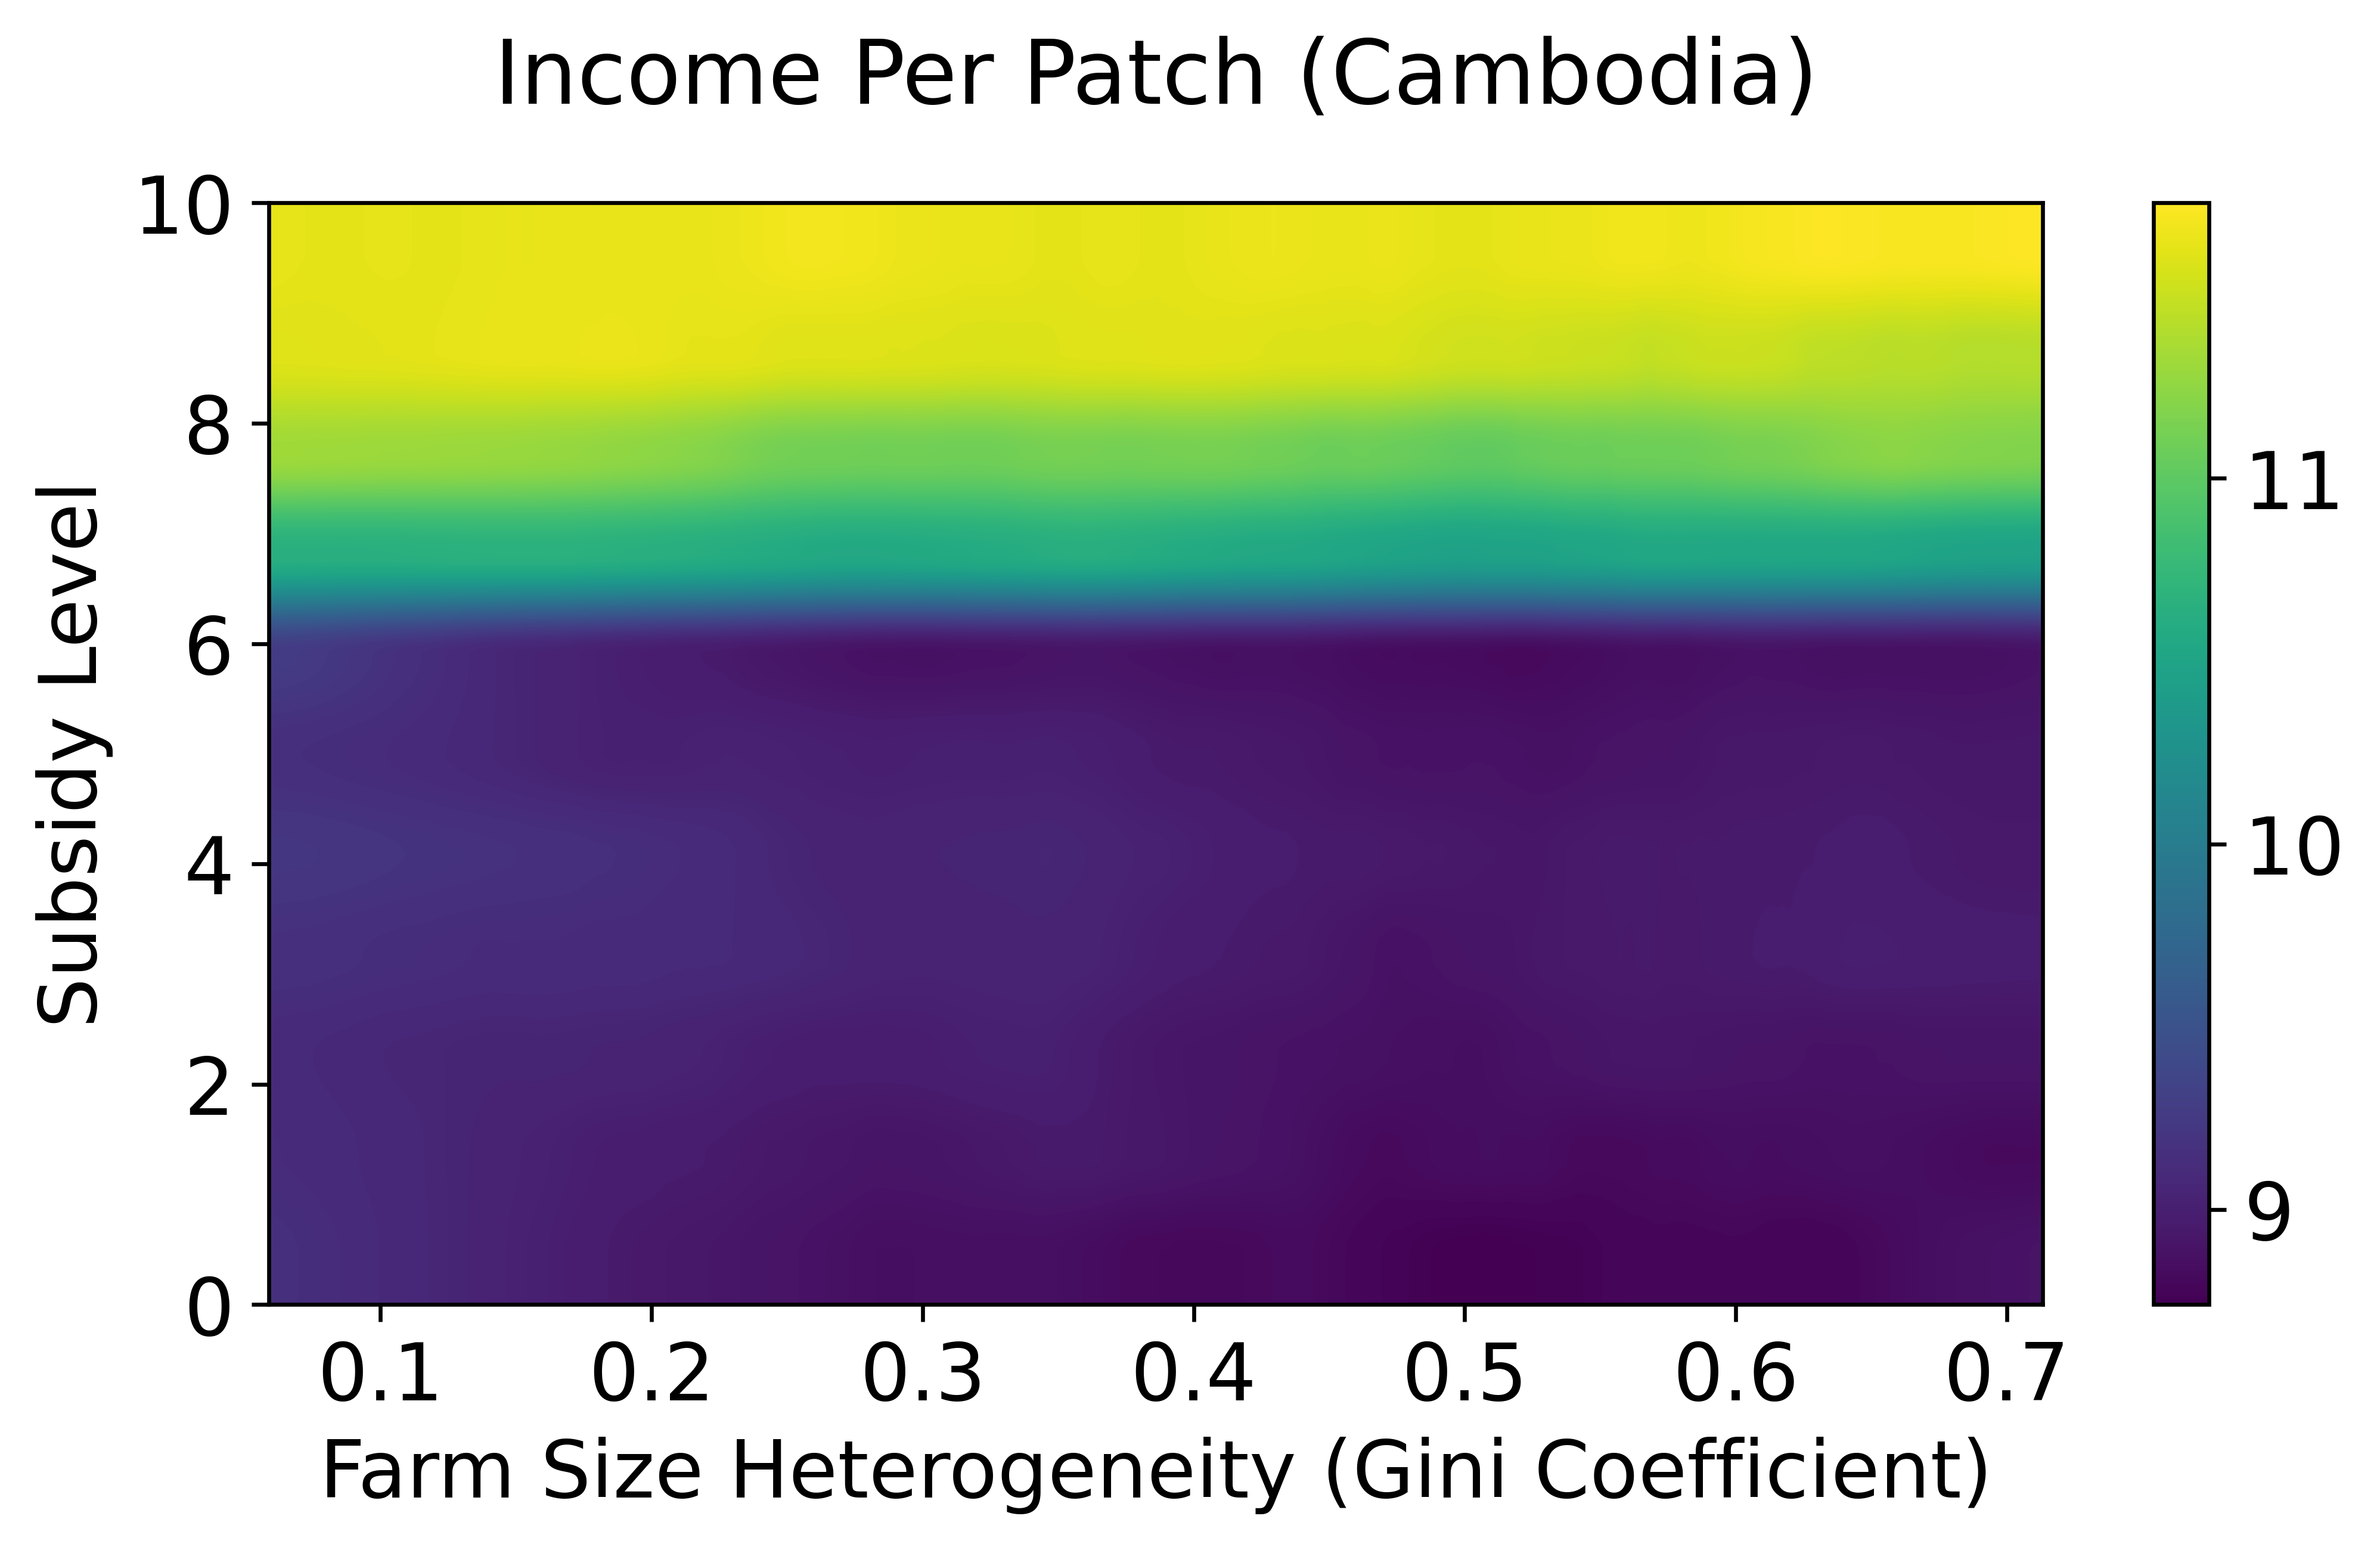 Income Per Patch (Cambodia)
10
8
6
4
2
0
Subsidy Level
0.1 0.2 0.3 0.4 0.5 0.6 0.7
Farm Size Heterogeneity (Gini Coefficient)
11
10
9